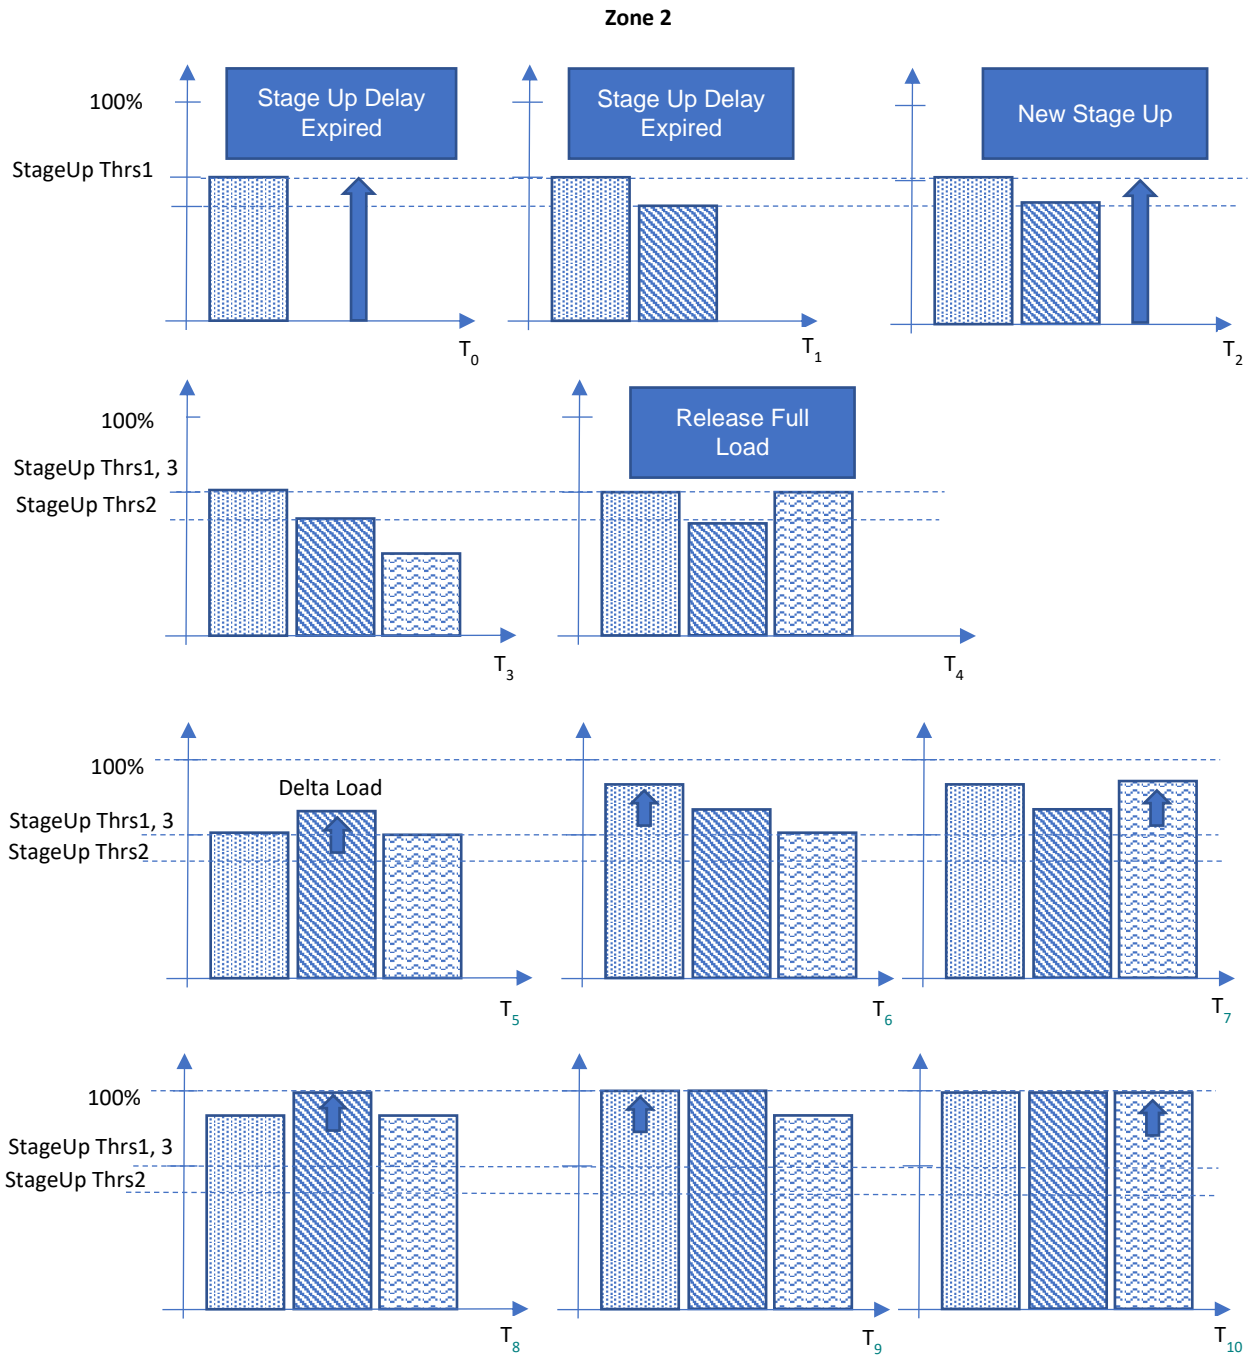 Zone 2
100%
StageUp Thrs1
Stage Up Delay
Expired
T0
Stage Up Delay
Expired
T1
New Stage Up
T2
100%
StageUp Thrs1, 3
StageUp Thrs2
T3
Release Full
Load
T4
100%
Delta Load
StageUp Thrs1, 3
StageUp Thrs2
T5
T6
T7
100%
StageUp Thrs1, 3
StageUp Thrs2
T8
T9
T10